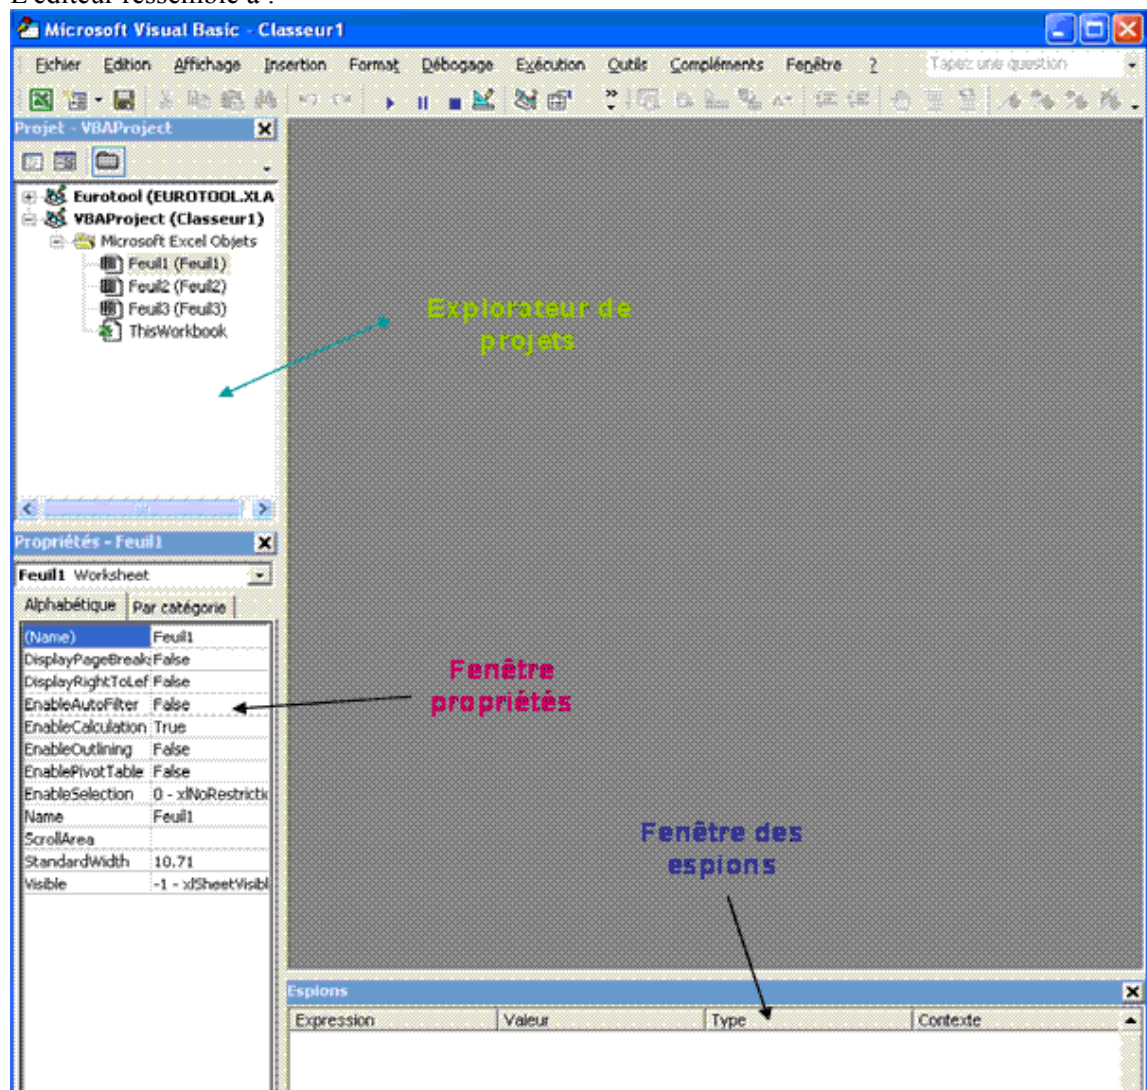 L'éditeur ressemble à :
Microsoft Visual Basic - Classeur1
Fichier Edition Affichage Insertion Format Débogage Exécution Outils Compléments Fenêtre ? Tapez une question
Projet - VBAProject
Eurotool (EUROTOOL.XLA
VBAProject (Classeur1)
Microsoft Excel Objets
Feuil1 (Feuil1)
Feuil2 (Feuil2)
Feuil3 (Feuil3)
ThisWorkbook
Explorateur de
projets
Propriétés - Feuil1
Feuil1 Worksheet
Alphabétique Par catégorie
(Name) Feuil1
DisplayPageBreak False
DisplayRightToLef False
EnableAutoFilter False
EnableCalculation True
EnableOutlining False
EnablePivotTable False
EnableSelection 0 - xlNoRestrictio
Name Feuil1
ScrollArea
StandardWidth 10.71
Visible -1 - xlSheetVisibl
Fenêtre
propriétés
Fenêtre des
espions
Espions
Expression Valeur Type Contexte